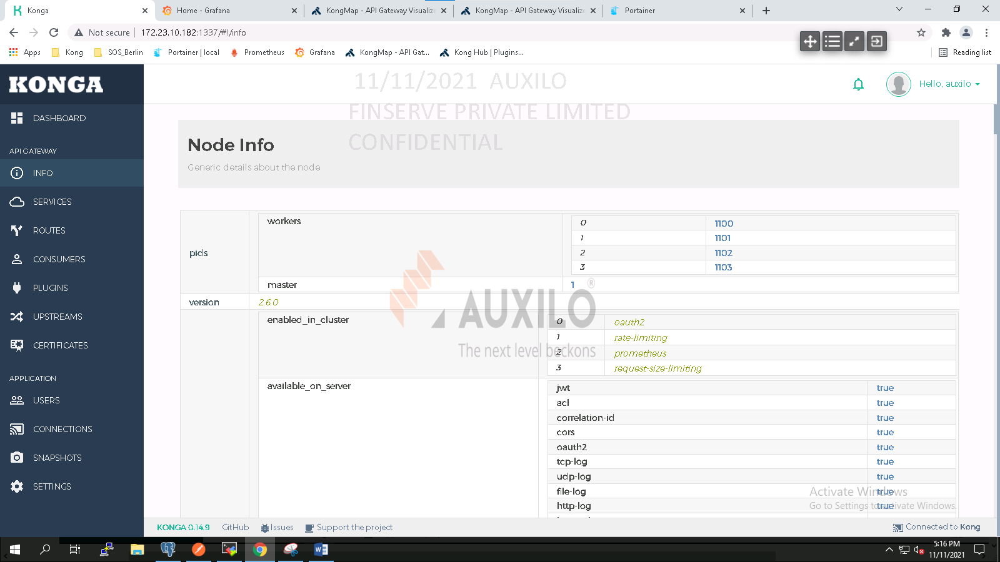 Konga
Home - Grafana
KongMap - API Gateway Visualize
KongMap - API Gateway Visualize
Portainer
Not secure
172.23.10.182:1337/#!/info
Apps
Kong
SOS_Berlin
Portainer | local
Prometheus
Grafana
KongMap - API Gat...
Kong Hub | Plugins...
Reading list
KONGA
11/11/2021 AUXILO
FINSERVE PRIVATE LIMITED
CONFIDENTIAL
Hello, auxilo
DASHBOARD
API GATEWAY
INFO
SERVICES
ROUTES
CONSUMERS
PLUGINS
UPSTREAMS
CERTIFICATES
APPLICATION
USERS
CONNECTIONS
SNAPSHOTS
SETTINGS
Node Info
Generic details about the node
pids
workers
0 1100
1 1101
2 1102
3 1103
master 1
version 2.6.0
enabled_in_cluster
0 oauth2
1 rate-limiting
2 prometheus
3 request-size-limiting
available_on_server
jwt true
acl true
correlation-id true
cors true
oauth2 true
tcp-log true
udp-log true
file-log true
http-log true
AUXILO ®
The next level beckons
Activate Windows
Go to Settings to activate Windows.
KONGA 0.14.9
GitHub
Issues
Support the project
Connected to Kong
5:16 PM
11/11/2021